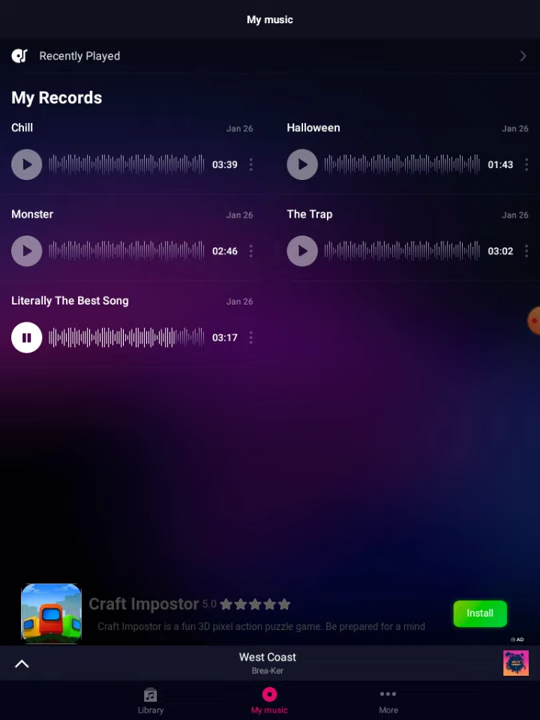 My music
Recently Played
My Records
Chill
Jan 26
Halloween
Jan 26
03:39
01:43
Monster
Jan 26
The Trap
Jan 26
02:46
03:02
Literally The Best Song
Jan 26
03:17
Craft Impostor 5.0
Craft Impostor is a fun 3D pixel action puzzle game. Be prepared for a mind
Install
AD
West Coast
Brea-Ker
Library
My music
More